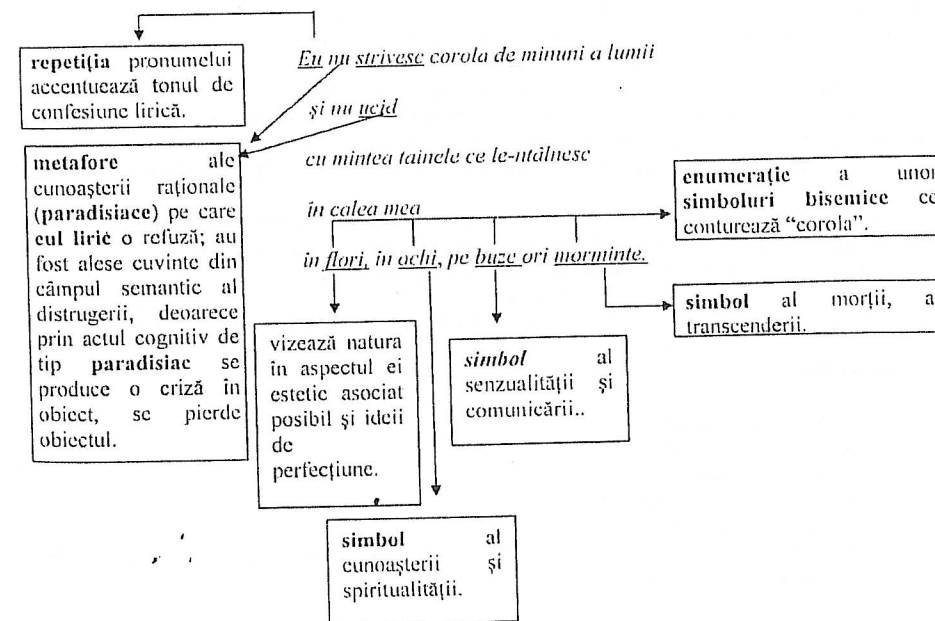 Eu nu strivesc corola de minuni a lumii
repetiția pronumelui
accentuează tonul de
confesiune lirică.
și nu ucid
cu mintea tainele ce le-ntâlnesc
metafore ale
cunoașterii raționale
(paradisiace) pe care
eul liric o refuză; au
fost alese cuvinte din
câmpul semantic al
distrugerii, deoarece
prin actul cognitiv de
tip paradisiac se
produce o criză în
obiect, se pierde
obiectul.
în calea mea
enumerație a unor
simboluri bisemice ce
conturează “corola”.
în flori, în ochi, pe buze ori morminte.
simbol al morții, a
transcenderii.
vizează natura
în aspectul ei
estetic asociat
posibil și ideii
de
perfecțiune.
simbol al
senzualității și
comunicării..
simbol al
cunoașterii și
spiritualității.